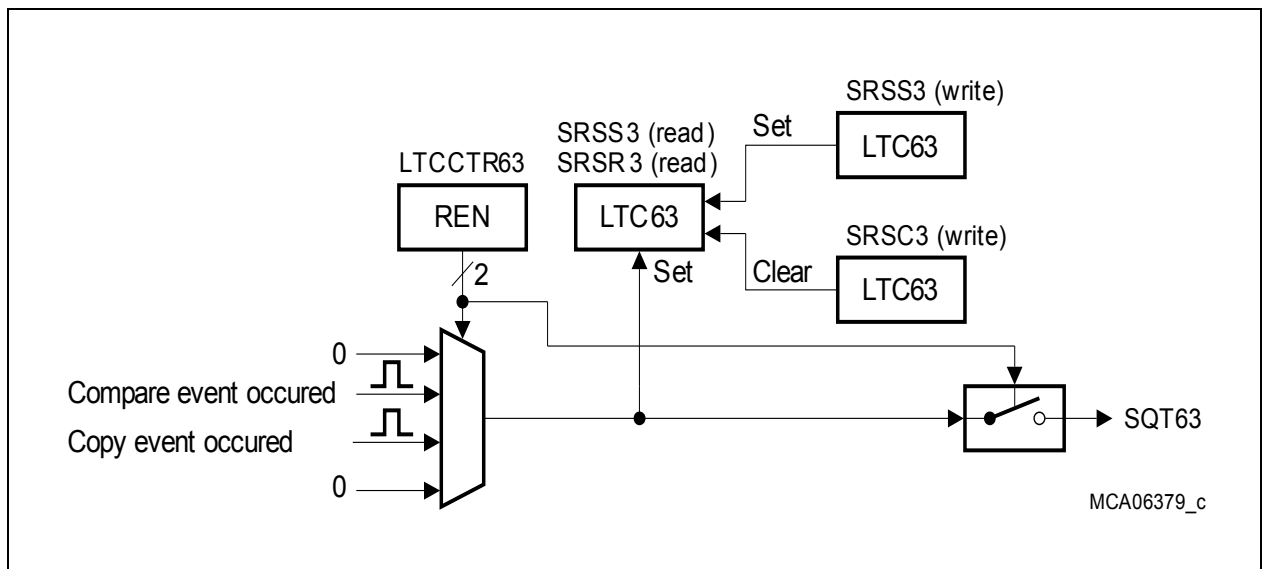 SRSS3 (write)
LTC63
Set
SRSS3 (read)
SRSR3 (read)
LTC63
LTCCTR63
REN
2
SRSC3 (write)
LTC63
Clear
Set
0
Compare event occured
Copy event occured
0
SQT63
MCA06379_c